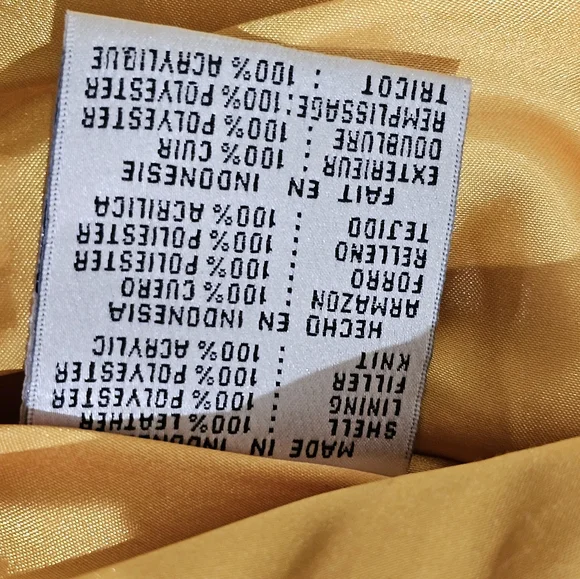 MADE IN INDONE
SHELL : 100% LEATHER
LINING : 100% POLYESTER
FILLER : 100% POLYESTER
KNIT : 100% ACRYLIC
HECHO EN INDONESIA
ARMAZON : 100% CUERO
FORRO : 100% POLIESTER
RELLENO : 100% POLIESTER
TEJIDO : 100% ACRILICA
FAIT EN INDONESIE
EXTERIEUR : 100% CUIR
DOUBLURE : 100% POLYESTER
REMPLISSAGE: 100% POLYESTER
TRICOT : 100% ACRYLIQUE